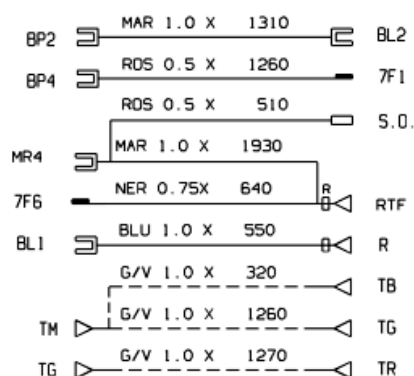 BP2 MAR 1.0 X 1310 BL2
BP4 ROS 0.5 X 1260 7F1
ROS 0.5 X 510 S.O.
MR4 MAR 1.0 X 1930
7F6 NER 0.75X 640 R RTF
BL1 BLU 1.0 X 550 R
G/V 1.0 X 320 TB
TM G/V 1.0 X 1260 TG
TG G/V 1.0 X 1270 TR